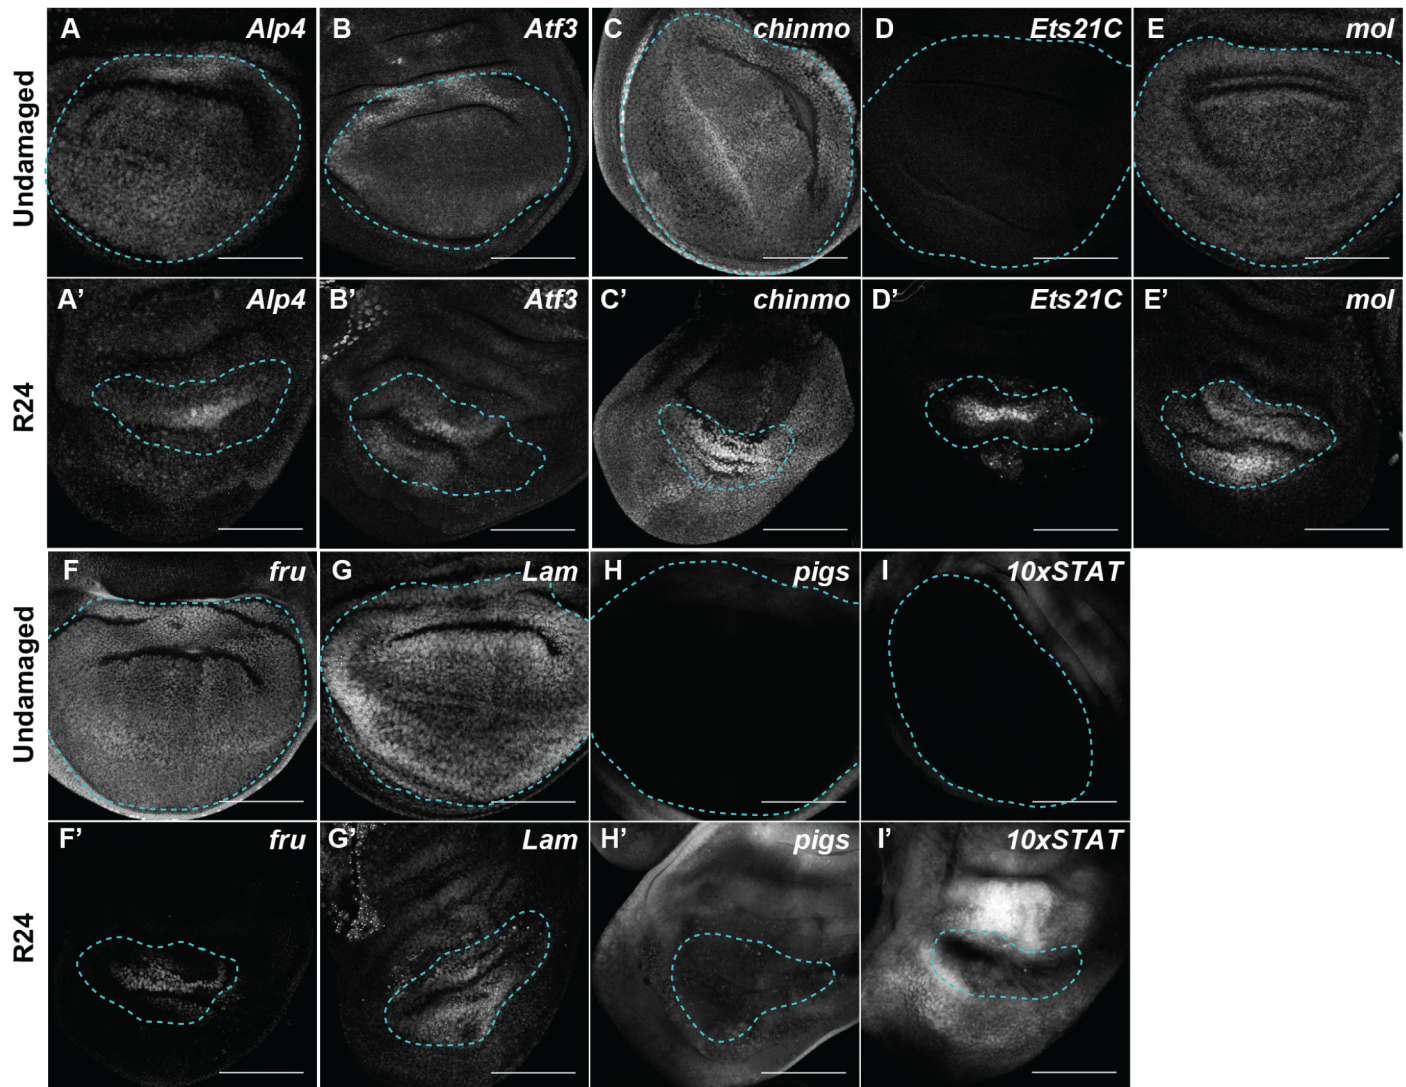 Undamaged
A Alp4
B Atf3
C chinmo
D Ets21C
E mol
R24
A’ Alp4
B’ Atf3
C’ chinmo
D’ Ets21C
E’ mol
Undamaged
F fru
G Lam
H pigs
I 10xSTAT
R24
F’ fru
G’ Lam
H’ pigs
I’ 10xSTAT